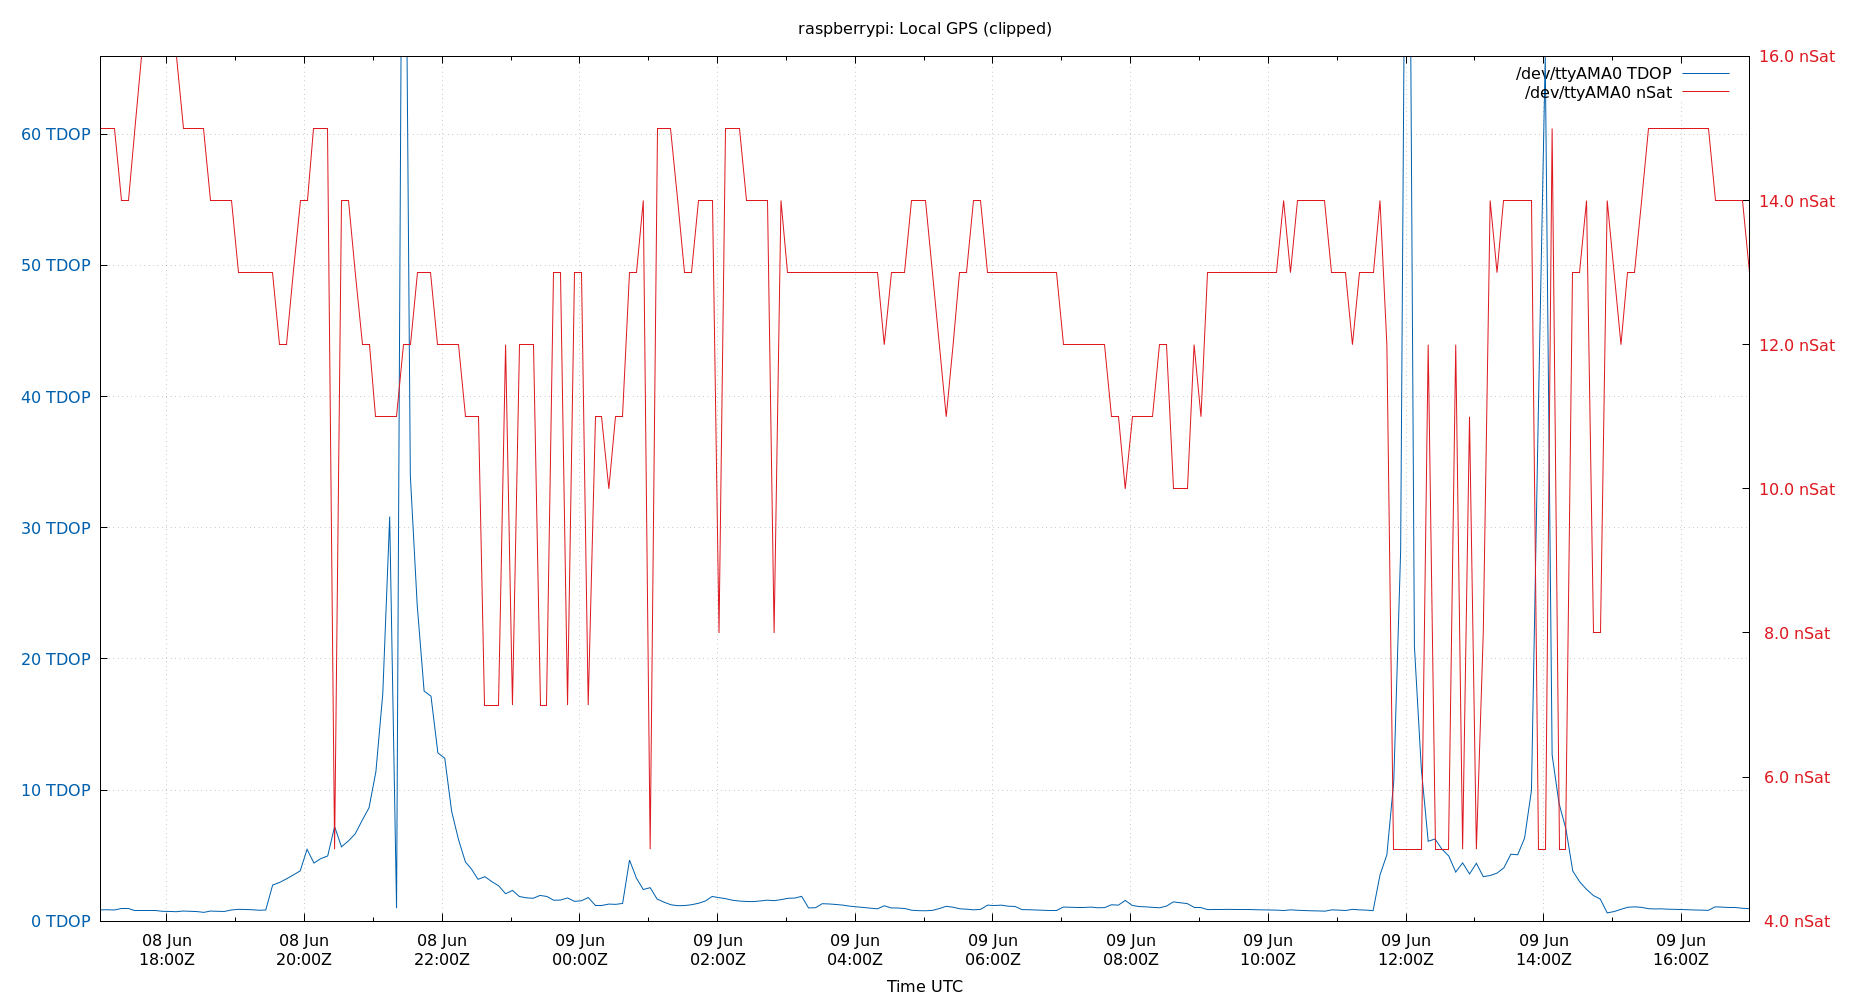 raspberrypi: Local GPS (clipped)
16.0 nSat
/dev/ttyAMA0 TDOP
/dev/ttyAMA0 nSat
60 TDOP
14.0 nSat
50 TDOP
12.0 nSat
40 TDOP
10.0 nSat
30 TDOP
8.0 nSat
20 TDOP
6.0 nSat
10 TDOP
0 TDOP
4.0 nSat
08 Jun 08 Jun 08 Jun 09 Jun 09 Jun 09 Jun 09 Jun 09 Jun 09 Jun 09 Jun 09 Jun 09 Jun
18:00Z 20:00Z 22:00Z 00:00Z 02:00Z 04:00Z 06:00Z 08:00Z 10:00Z 12:00Z 14:00Z 16:00Z
Time UTC